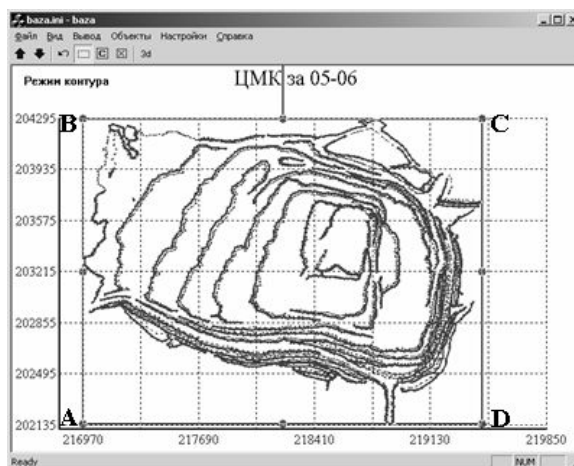 baza.ini - baza
Файл Вид Вывод Объекты Настройки Справка
C 3d
Режим контура
ЦМК за 05-06
204295 B C
203935
203575
203215
202855
202495
202135 A D
216970 217690 218410 219130 219850
Ready NUM